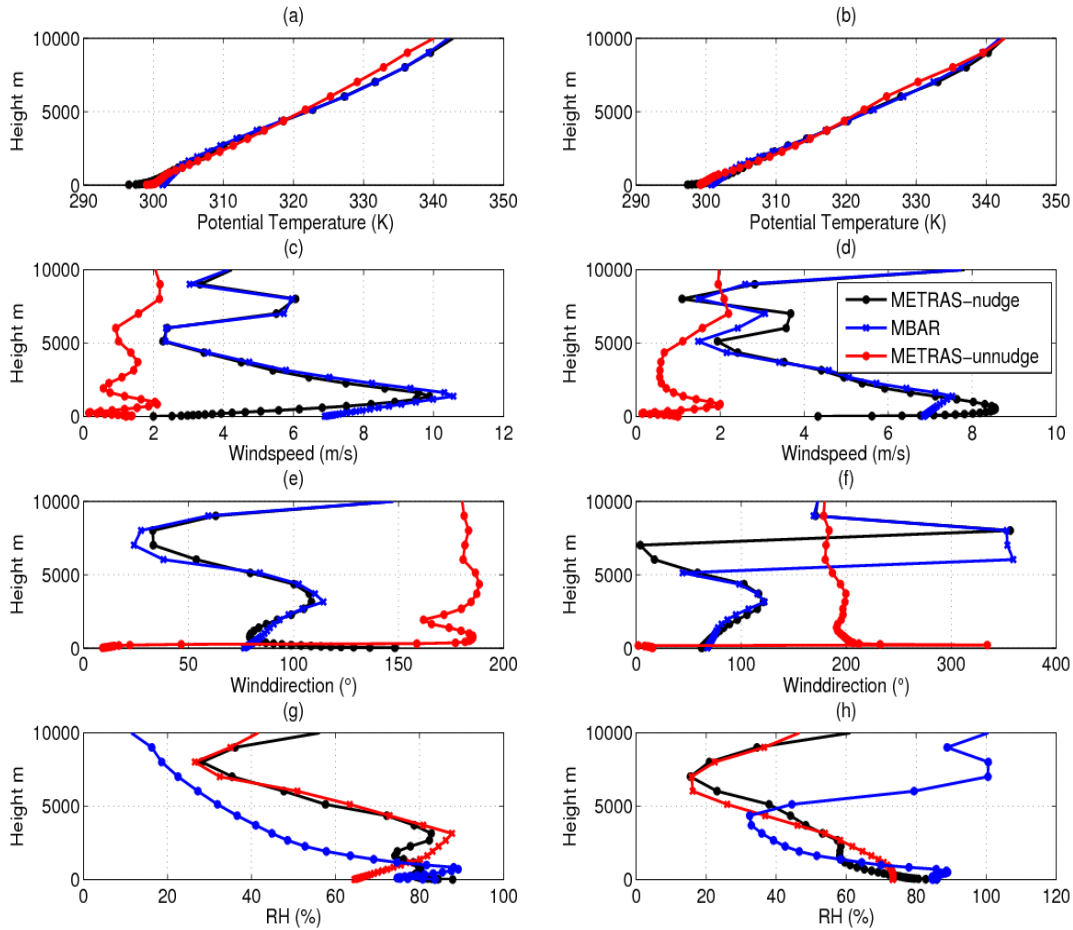 (a)
10000
5000
0
Height m
290 300 310 320 330 340 350
Potential Temperature (K)
(b)
10000
5000
0
Height m
290 300 310 320 330 340 350
Potential Temperature (K)
(c)
10000
5000
0
Height m
0 2 4 6 8 10 12
Windspeed (m/s)
(d)
10000
5000
0
Height m
METRAS-nudge
MBAR
METRAS-unnudge
0 2 4 6 8 10
Windspeed (m/s)
(e)
10000
5000
0
Height m
0 50 100 150 200
Winddirection (°)
(f)
10000
5000
0
Height m
0 100 200 300 400
Winddirection (°)
(g)
10000
5000
0
Height m
0 20 40 60 80 100
RH (%)
(h)
10000
5000
0
Height m
0 20 40 60 80 100 120
RH (%)